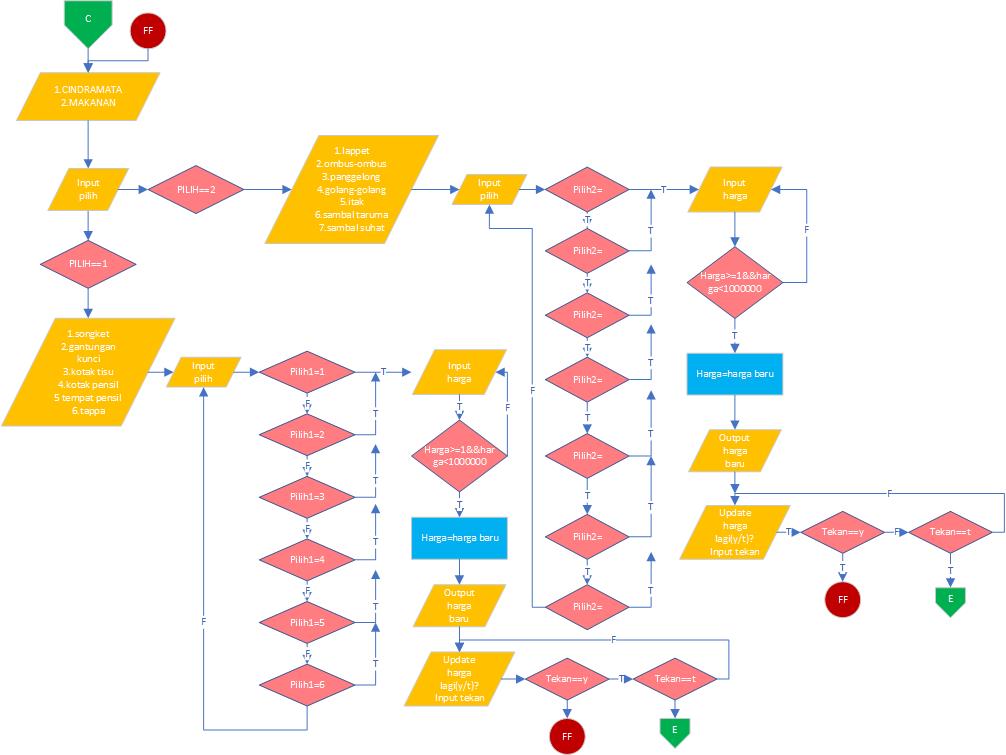 C
FF
1.CINDRAMATA
2.MAKANAN
Input
pilih
PILIH==2
1.lappet
2.ombus-ombus
3.panggelong
4.golang-golang
5.itak
6.sambal taruma
7.sambal suhat
Input
pilih
Pilih2=
T
Input
harga
T
T
Pilih2=
F
PILIH==1
Harga>=1&&har
ga<1000000
T
T
Pilih2=
T
T
T
Pilih2=
Harga=harga baru
F
T
T
Pilih2=
Output
harga
baru
T
T
Pilih2=
F
Update
harga
lagi(y/t)?
Input tekan
T
Tekan==y
F
Tekan==t
T
T
Pilih2=
T
FF
T
E
1.songket
2.gantungan
kunci
3.kotak tisu
4.kotak pensil
5 tempat pensil
6.tappa
Input
pilih
Pilih1=1
T
Input
harga
F
T
T
F
Pilih1=2
Harga>=1&&har
ga<1000000
F
T
T
Pilih1=3
F
T
Harga=harga baru
Pilih1=4
F
T
Output
harga
baru
F
Pilih1=5
F
T
F
Pilih1=6
Update
harga
lagi(y/t)?
Input tekan
Tekan==y
T
Tekan==t
FF
E